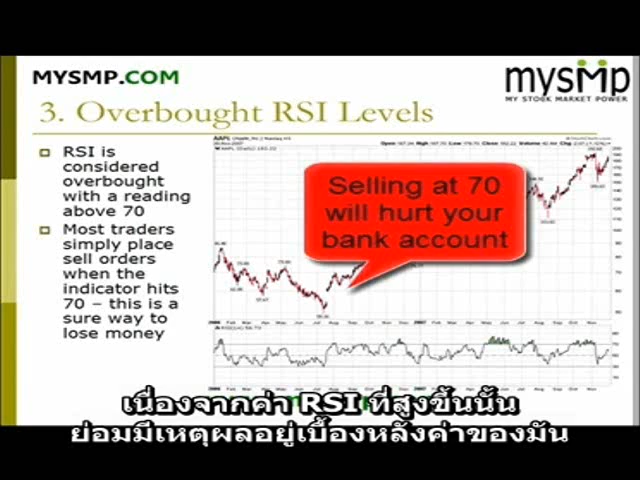 MYSMP.COM
mysmp
MY STOCK MARKET POWER
3. Overbought RSI Levels
RSI is
considered
overbought
with a reading
above 70
Most traders
simply place
sell orders
when the
indicator hits
70 – this is a
sure way to
lose money
AAPL
Selling at 70
will hurt your
bank account
เนื่องจากค่า RSI ที่สูงขึ้นนั้น
ย่อมมีเหตุผลอยู่เบื้องหลังค่าของมัน